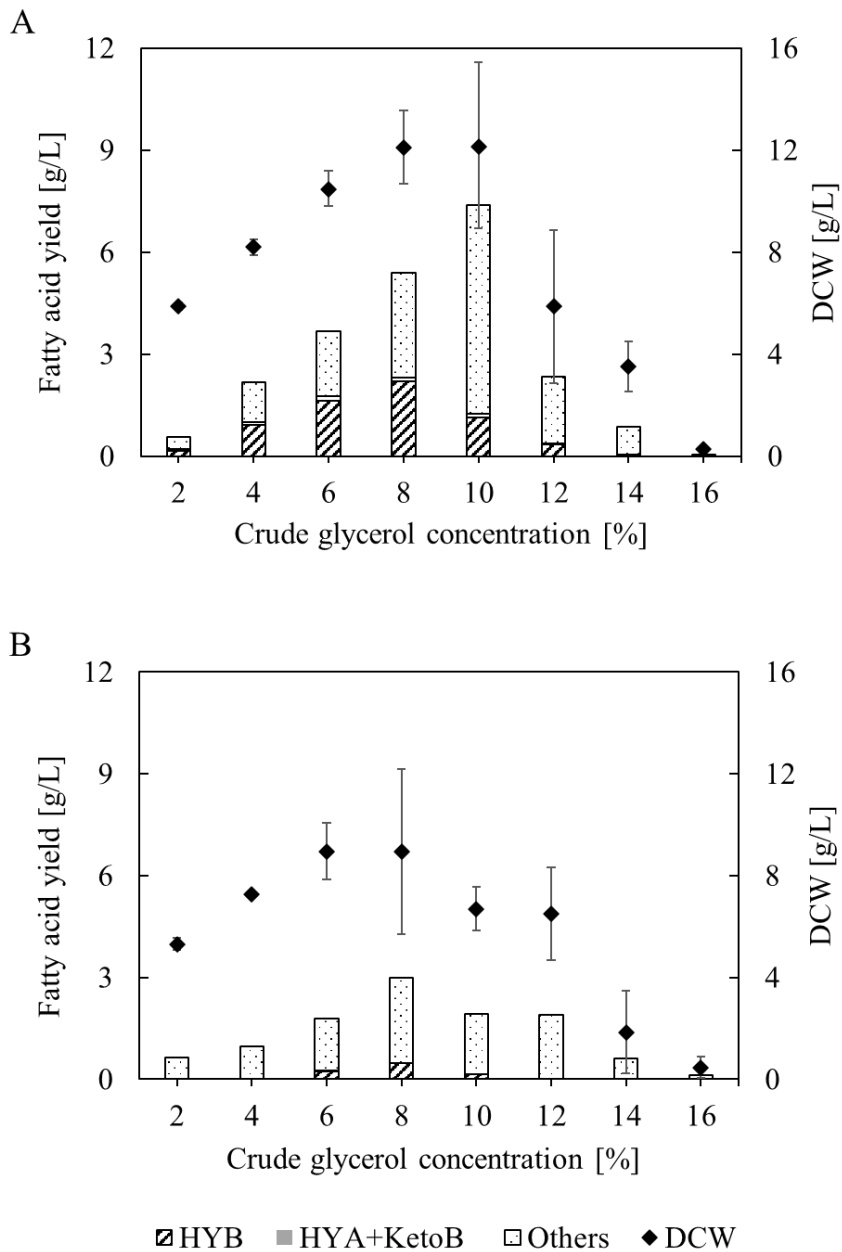 A
12 16
9 12
6 8
3 4
0 0
Fatty acid yield [g/L]
DCW [g/L]
2 4 6 8 10 12 14 16
Crude glycerol concentration [%]
B
12 16
9 12
6 8
3 4
0 0
Fatty acid yield [g/L]
DCW [g/L]
2 4 6 8 10 12 14 16
Crude glycerol concentration [%]
HYB HYA+KetoB Others DCW